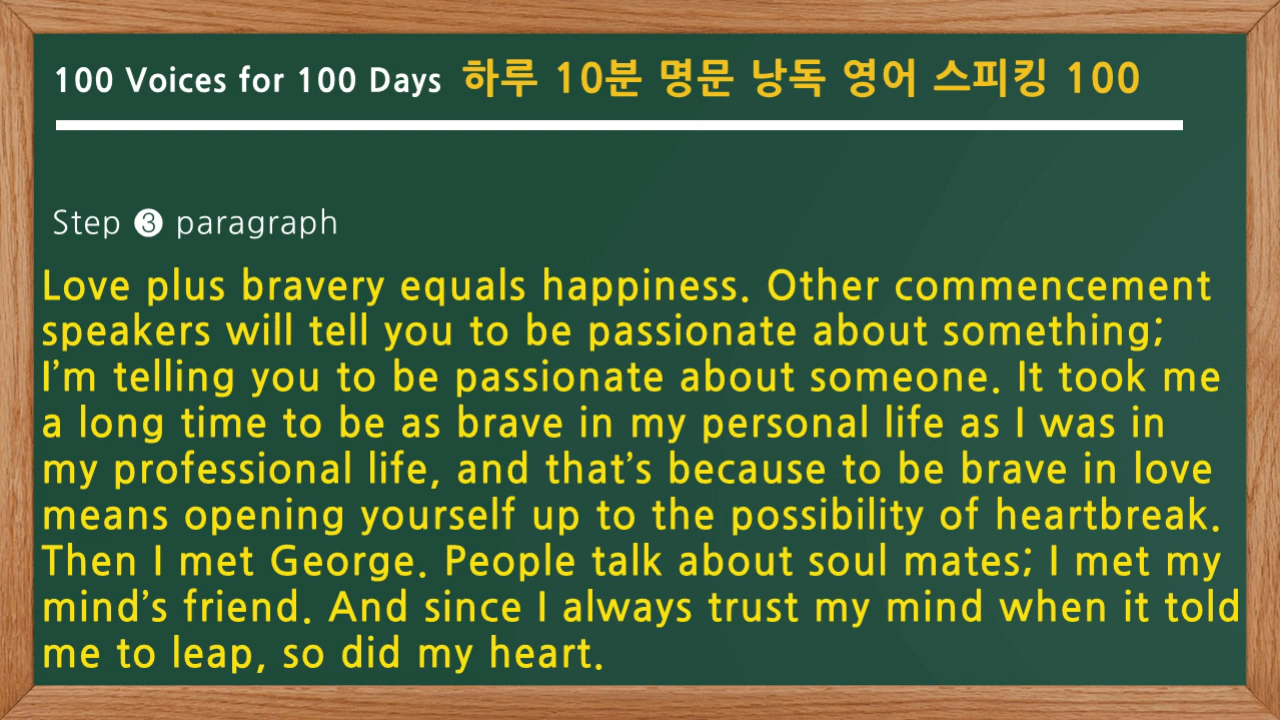 100 Voices for 100 Days 하루 10분 명문 낭독 영어 스피킹 100
Step ❸ paragraph
Love plus bravery equals happiness. Other commencement
speakers will tell you to be passionate about something;
I’m telling you to be passionate about someone. It took me
a long time to be as brave in my personal life as I was in
my professional life, and that’s because to be brave in love
means opening yourself up to the possibility of heartbreak.
Then I met George. People talk about soul mates; I met my
mind’s friend. And since I always trust my mind when it told
me to leap, so did my heart.